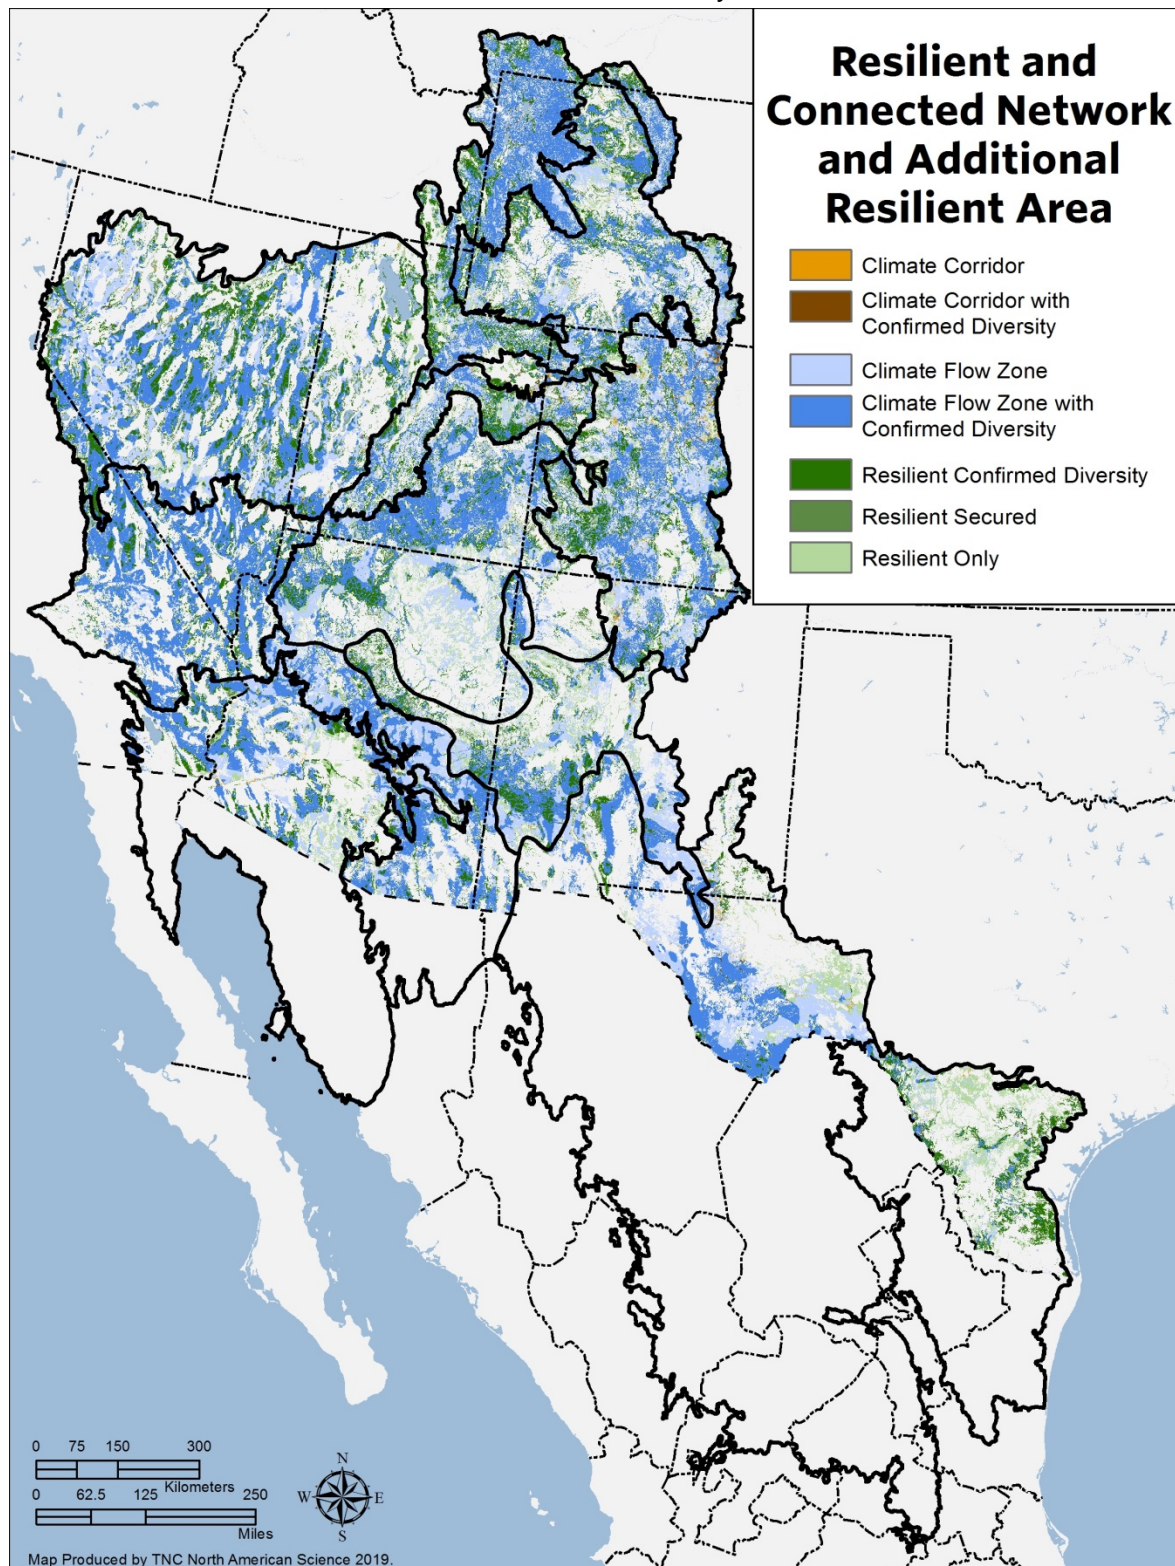 Resilient and
Connected Network
and Additional
Resilient Area
Climate Corridor
Climate Corridor with
Confirmed Diversity
Climate Flow Zone
Climate Flow Zone with
Confirmed Diversity
Resilient Confirmed Diversity
Resilient Secured
Resilient Only
0 75 150 300
Kilometers
0 62.5 125 250
Miles
N
W E
S
Map Produced by TNC North American Science 2019.